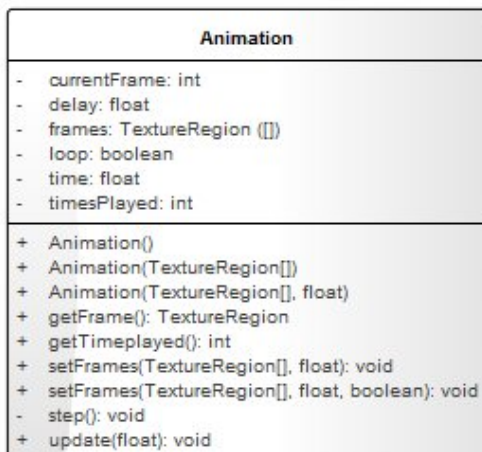 Animation
- currentFrame: int
- delay: float
- frames: TextureRegion ([])
- loop: boolean
- time: float
- timesPlayed: int
+ Animation()
+ Animation(TextureRegion[])
+ Animation(TextureRegion[], float)
+ getFrame(): TextureRegion
+ getTimeplayed(): int
+ setFrames(TextureRegion[], float): void
+ setFrames(TextureRegion[], float, boolean): void
- step(): void
+ update(float): void